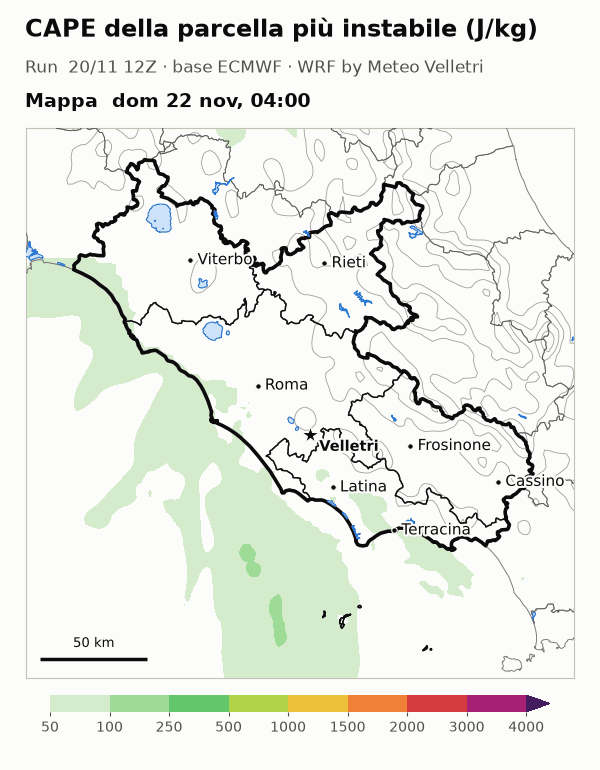 CAPE della parcella più instabile (J/kg)
Run  20/11 12Z · base ECMWF · WRF by Meteo Velletri
Mappa  dom 22 nov, 04:00
Viterbo
Rieti
Roma
Velletri
Frosinone
Cassino
Latina
Terracina
50 km
50 100 250 500 1000 1500 2000 3000 4000